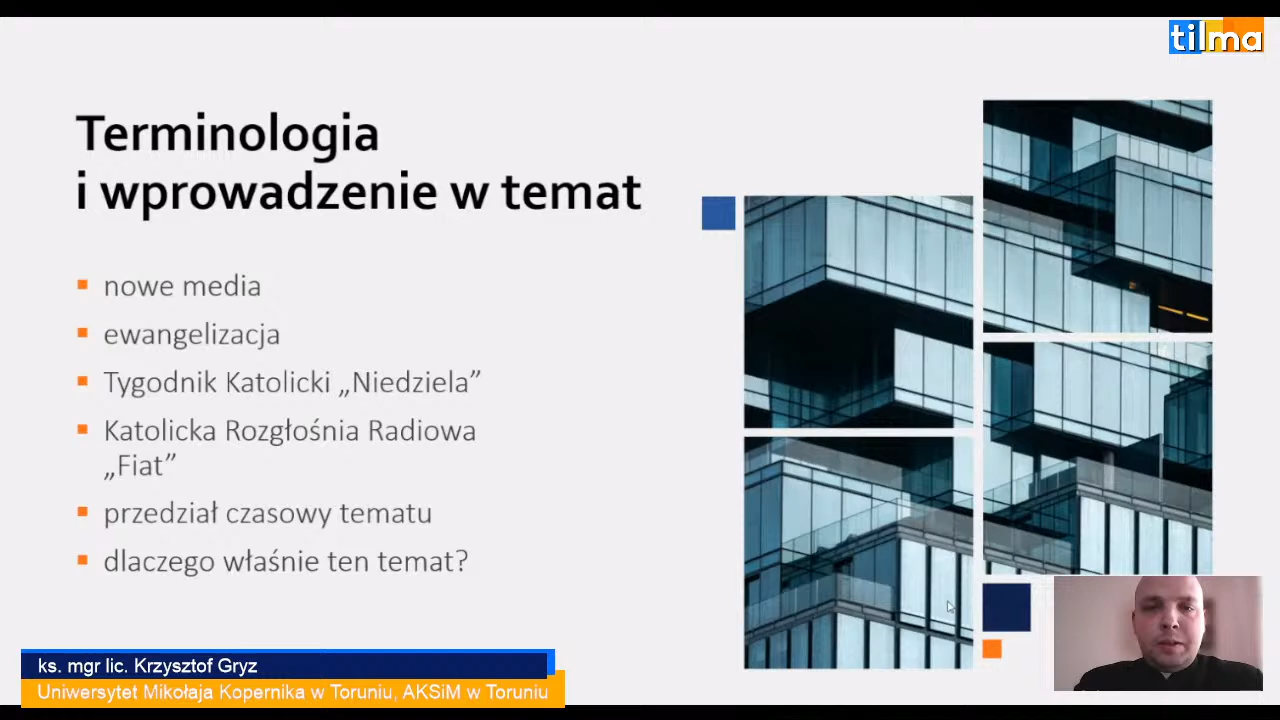 tilma
Terminologia
i wprowadzenie w temat
nowe media
ewangelizacja
Tygodnik Katolicki „Niedziela”
Katolicka Rozgłośnia Radiowa
„Fiat”
przedział czasowy tematu
dlaczego właśnie ten temat?
ks. mgr lic. Krzysztof Gryz
Uniwersytet Mikołaja Kopernika w Toruniu, AKSiM w Toruniu